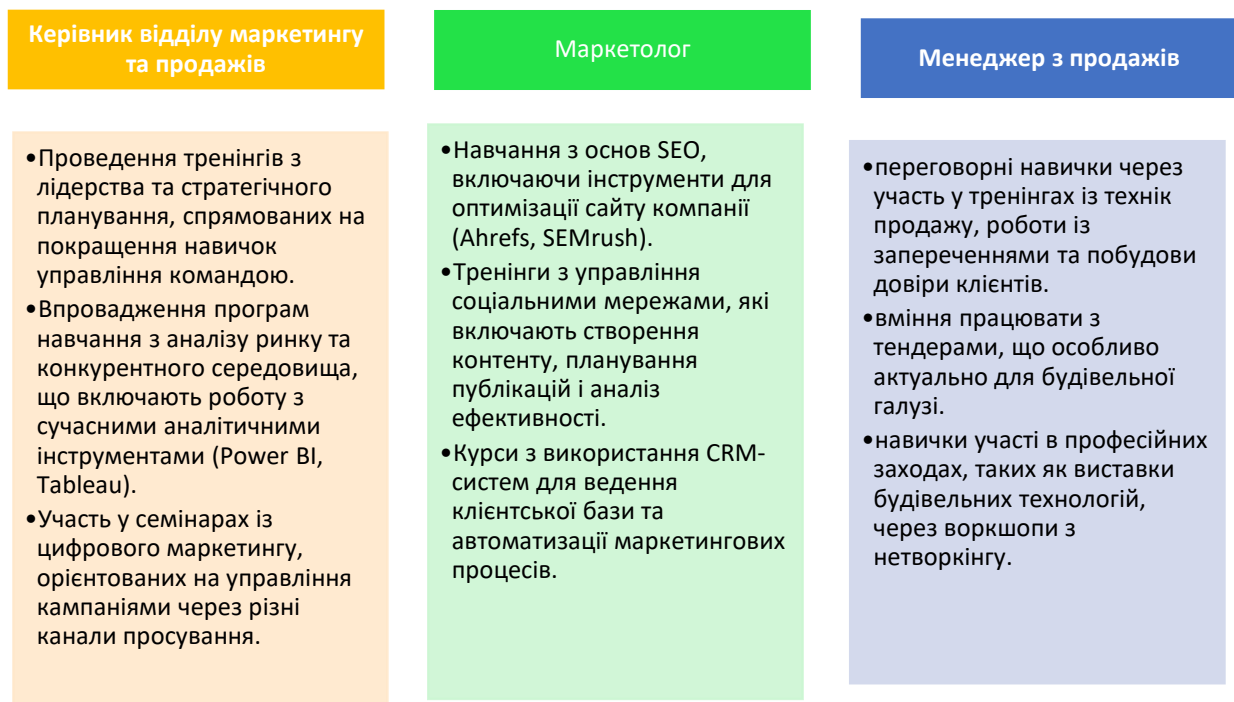 Керівник відділу маркетингу
та продажів
•Проведення тренінгів з
лідерства та стратегічного
планування, спрямованих на
покращення навичок
управління командою.
•Впровадження програм
навчання з аналізу ринку та
конкурентного середовища,
що включають роботу з
сучасними аналітичними
інструментами (Power BI,
Tableau).
•Участь у семінарах із
цифрового маркетингу,
орієнтованих на управління
кампаніями через різні
канали просування.
Маркетолог
•Навчання з основ SEO,
включаючи інструменти для
оптимізації сайту компанії
(Ahrefs, SEMrush).
•Тренінги з управління
соціальними мережами, які
включають створення
контенту, планування
публікацій і аналіз
ефективності.
•Курси з використання CRM-
систем для ведення
клієнтської бази та
автоматизації маркетингових
процесів.
Менеджер з продажів
•переговорні навички через
участь у тренінгах із технік
продажу, роботи із
запереченнями та побудови
довіри клієнтів.
•вміння працювати з
тендерами, що особливо
актуально для будівельної
галузі.
•навички участі в професійних
заходах, таких як виставки
будівельних технологій,
через воркшопи з
нетворкінгу.